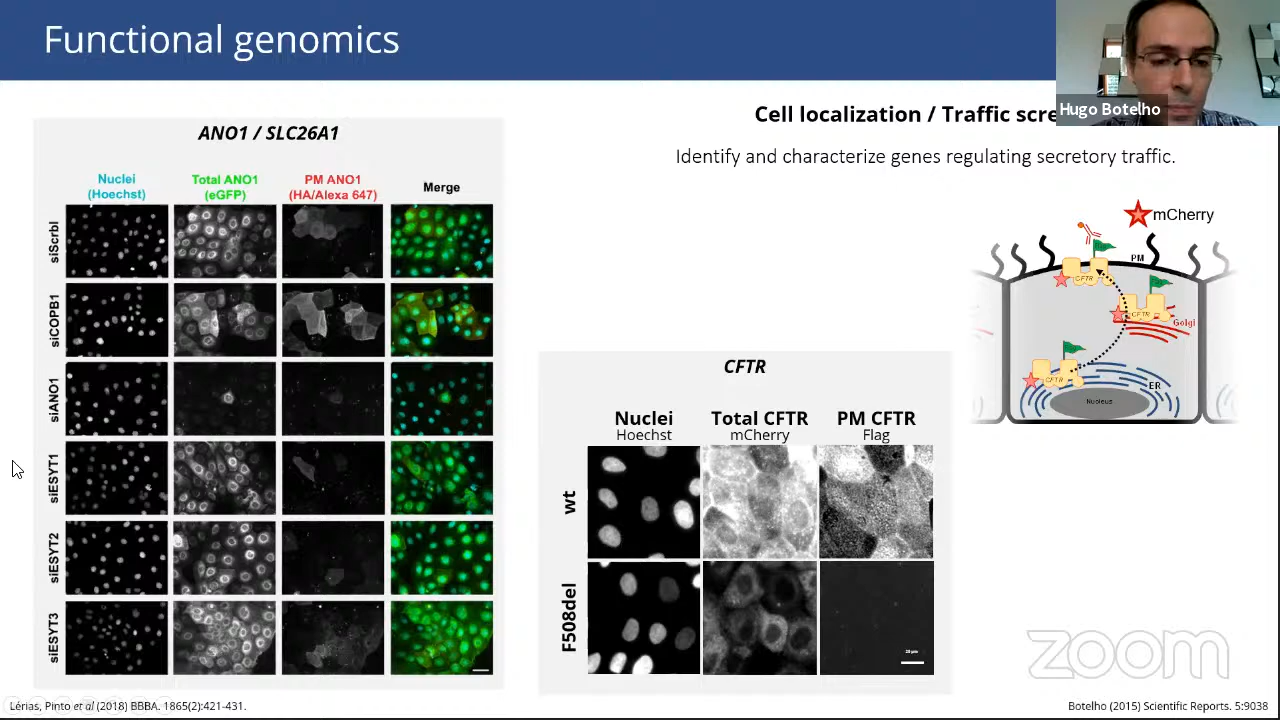 Functional genomics
Hugo Botelho
Cell localization / Traffic scre
Identify and characterize genes regulating secretory traffic.
ANO1 / SLC26A1
Nuclei
(Hoechst)
Total ANO1
(eGFP)
PM ANO1
(HA/Alexa 647)
Merge
siScrbl
siCOPB1
siANO1
siESYT1
siESYT2
siESYT3
CFTR
Nuclei
Hoechst
Total CFTR
mCherry
PM CFTR
Flag
wt
F508del
mCherry
PM
CFTR
CFTR
Golgi
CFTR
ER
Nucleus
zoom
Lérias, Pinto et al (2018) BBBA. 1865(2):421-431.
Botelho (2015) Scientific Reports. 5:9038